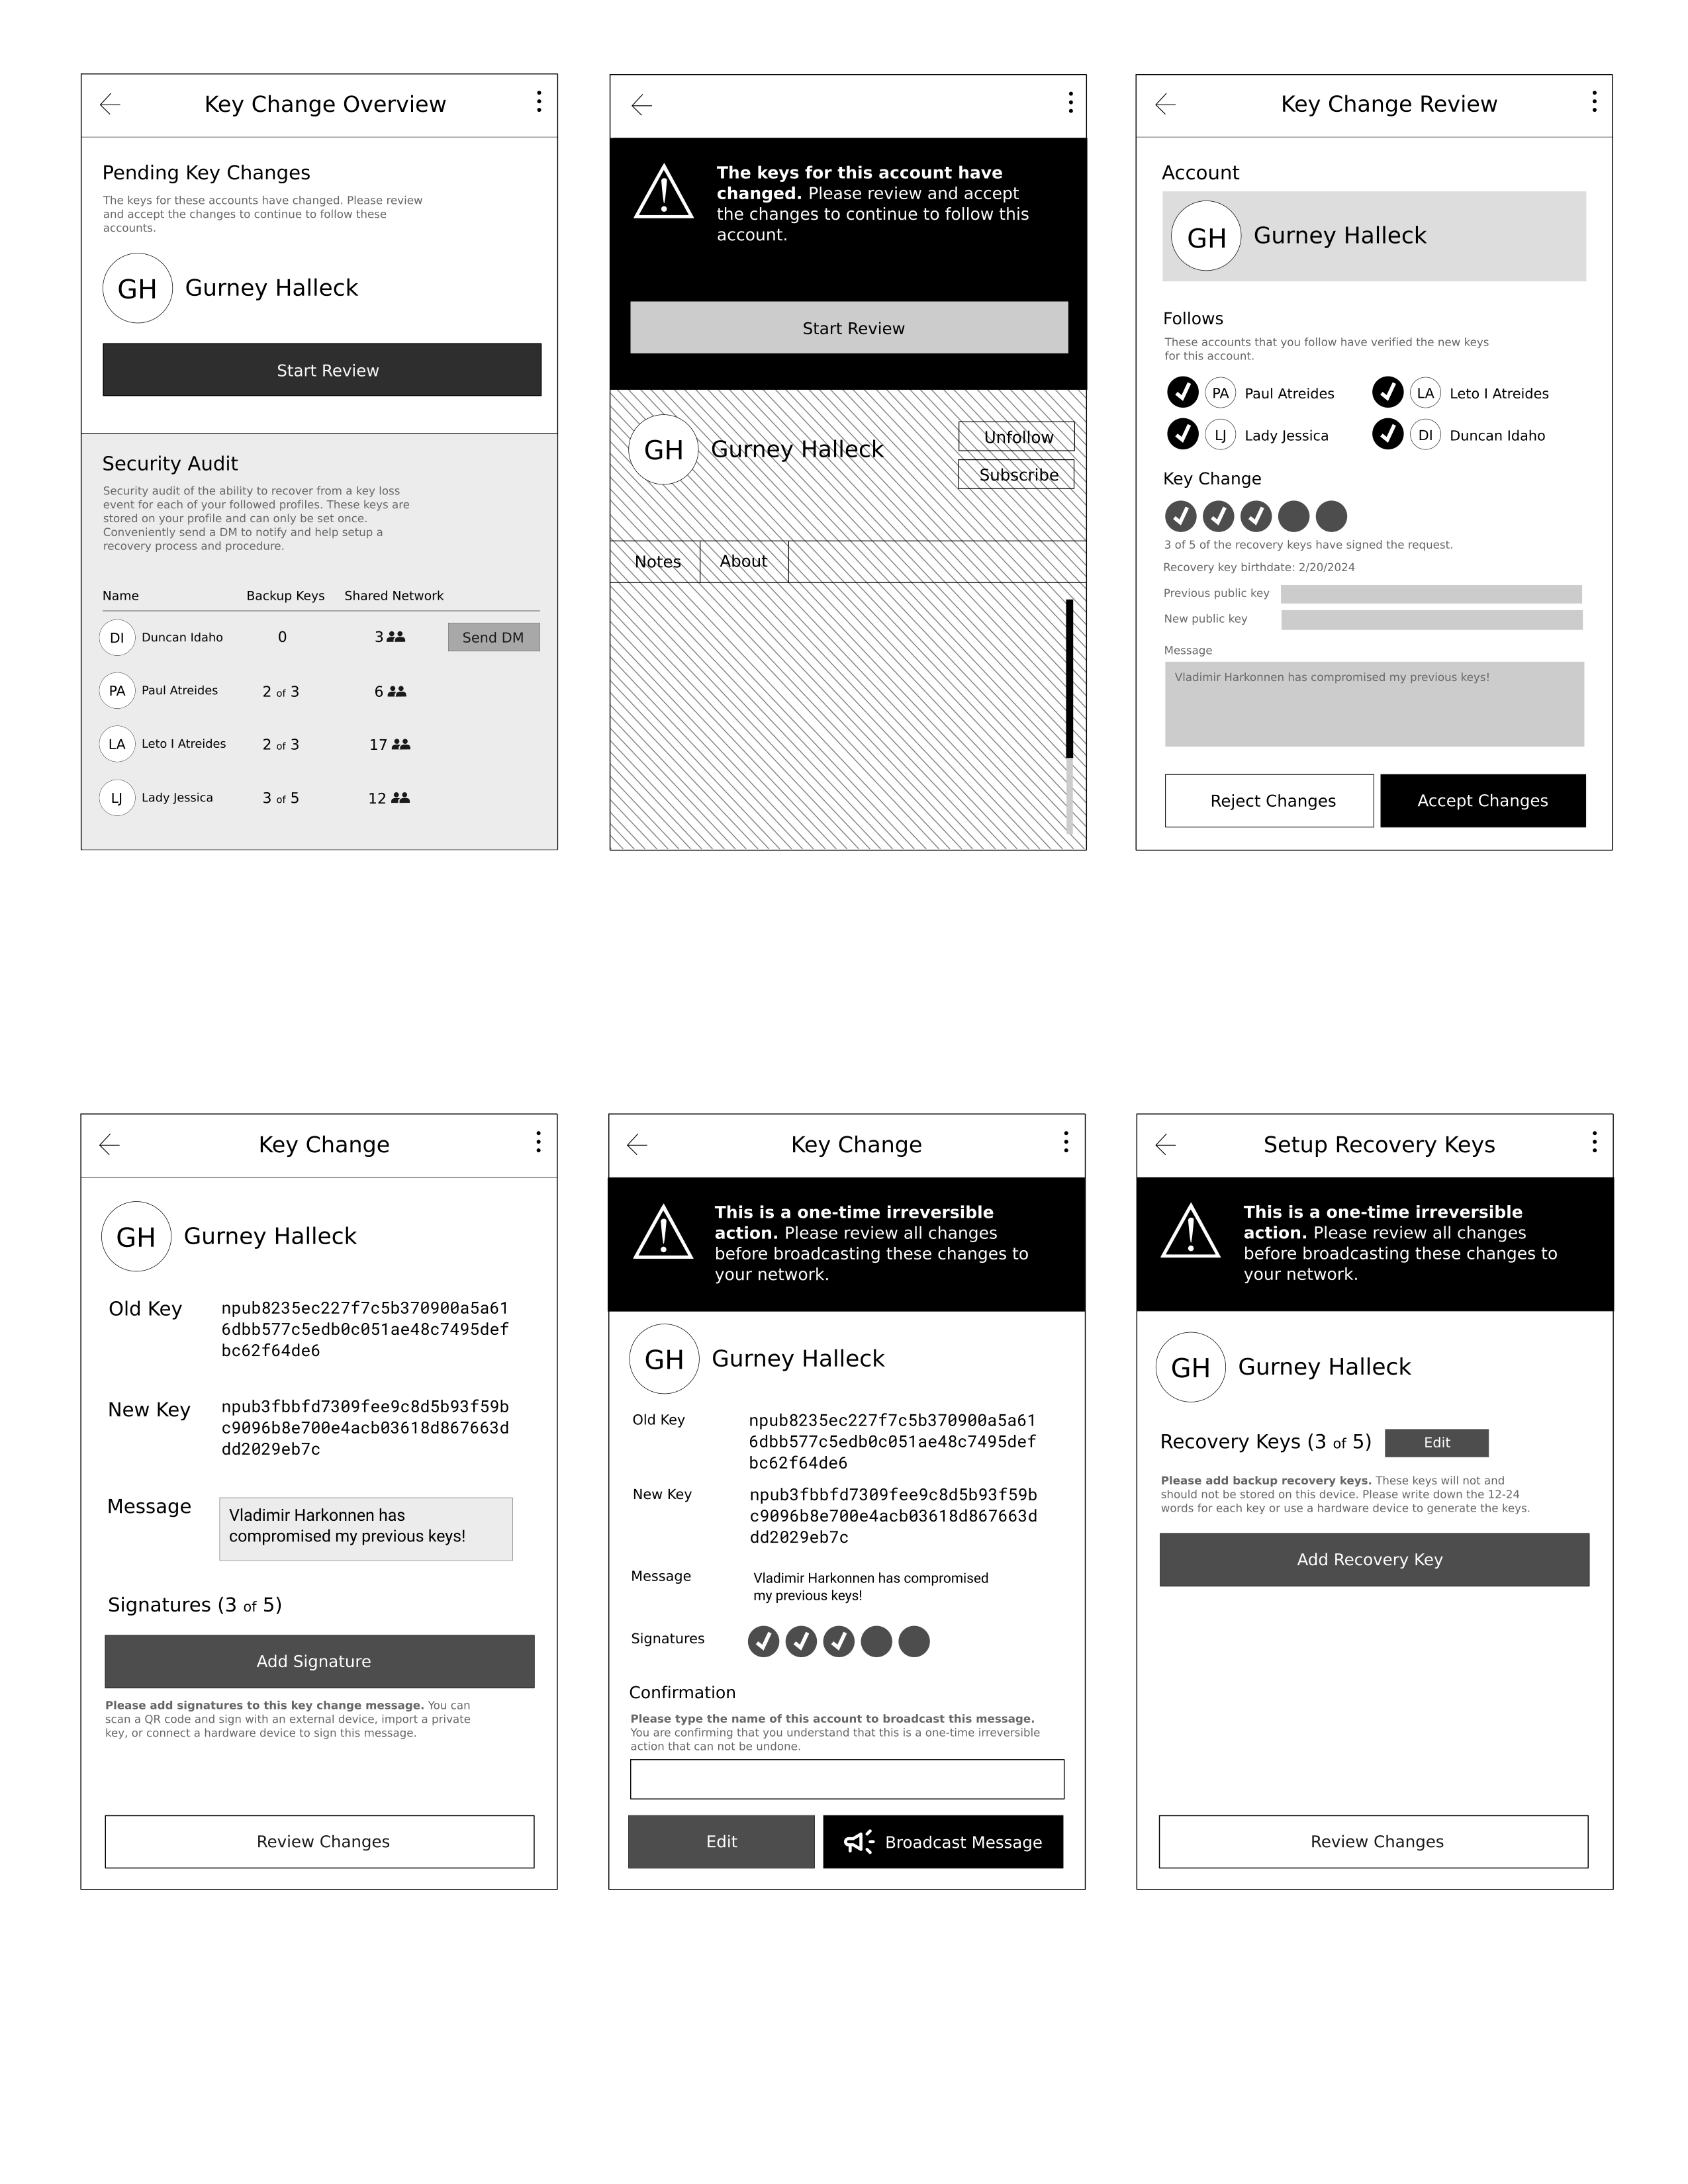 Key Change Overview
Pending Key Changes
The keys for these accounts have changed. Please review
and accept the changes to continue to follow these
accounts.
GH
Gurney Halleck
Start Review
Security Audit
Security audit of the ability to recover from a key loss
event for each of your followed profiles. These keys are
stored on your profile and can only be set once.
Conveniently send a DM to notify and help setup a
recovery process and procedure.
Name Backup Keys Shared Network
DI Duncan Idaho 0 3 Send DM
PA Paul Atreides 2 of 3 6
LA Leto I Atreides 2 of 3 17
LJ Lady Jessica 3 of 5 12
The keys for this account have
changed. Please review and accept
the changes to continue to follow this
account.
Start Review
GH
Gurney Halleck
Unfollow
Subscribe
Notes About
Key Change Review
Account
GH
Gurney Halleck
Follows
These accounts that you follow have verified the new keys
for this account.
PA Paul Atreides LA Leto I Atreides
LJ Lady Jessica DI Duncan Idaho
Key Change
3 of 5 of the recovery keys have signed the request.
Recovery key birthdate: 2/20/2024
Previous public key
New public key
Message
Vladimir Harkonnen has compromised my previous keys!
Reject Changes Accept Changes
Key Change
GH
Gurney Halleck
Old Key
npub8235ec227f7c5b370900a5a61
6dbb577c5edb0c051ae48c7495def
bc62f64de6
New Key
npub3fbbfd7309fee9c8d5b93f59b
c9096b8e700e4acb03618d867663d
dd2029eb7c
Message
Vladimir Harkonnen has
compromised my previous keys!
Signatures (3 of 5)
Add Signature
Please add signatures to this key change message. You can
scan a QR code and sign with an external device, import a private
key, or connect a hardware device to sign this message.
Review Changes
Key Change
This is a one-time irreversible
action. Please review all changes
before broadcasting these changes to
your network.
GH
Gurney Halleck
Old Key
npub8235ec227f7c5b370900a5a61
6dbb577c5edb0c051ae48c7495def
bc62f64de6
New Key
npub3fbbfd7309fee9c8d5b93f59b
c9096b8e700e4acb03618d867663d
dd2029eb7c
Message
Vladimir Harkonnen has compromised
my previous keys!
Signatures
Confirmation
Please type the name of this account to broadcast this message.
You are confirming that you understand that this is a one-time irreversible
action that can not be undone.
Edit Broadcast Message
Setup Recovery Keys
This is a one-time irreversible
action. Please review all changes
before broadcasting these changes to
your network.
GH
Gurney Halleck
Recovery Keys (3 of 5) Edit
Please add backup recovery keys. These keys will not and
should not be stored on this device. Please write down the 12-24
words for each key or use a hardware device to generate the keys.
Add Recovery Key
Review Changes